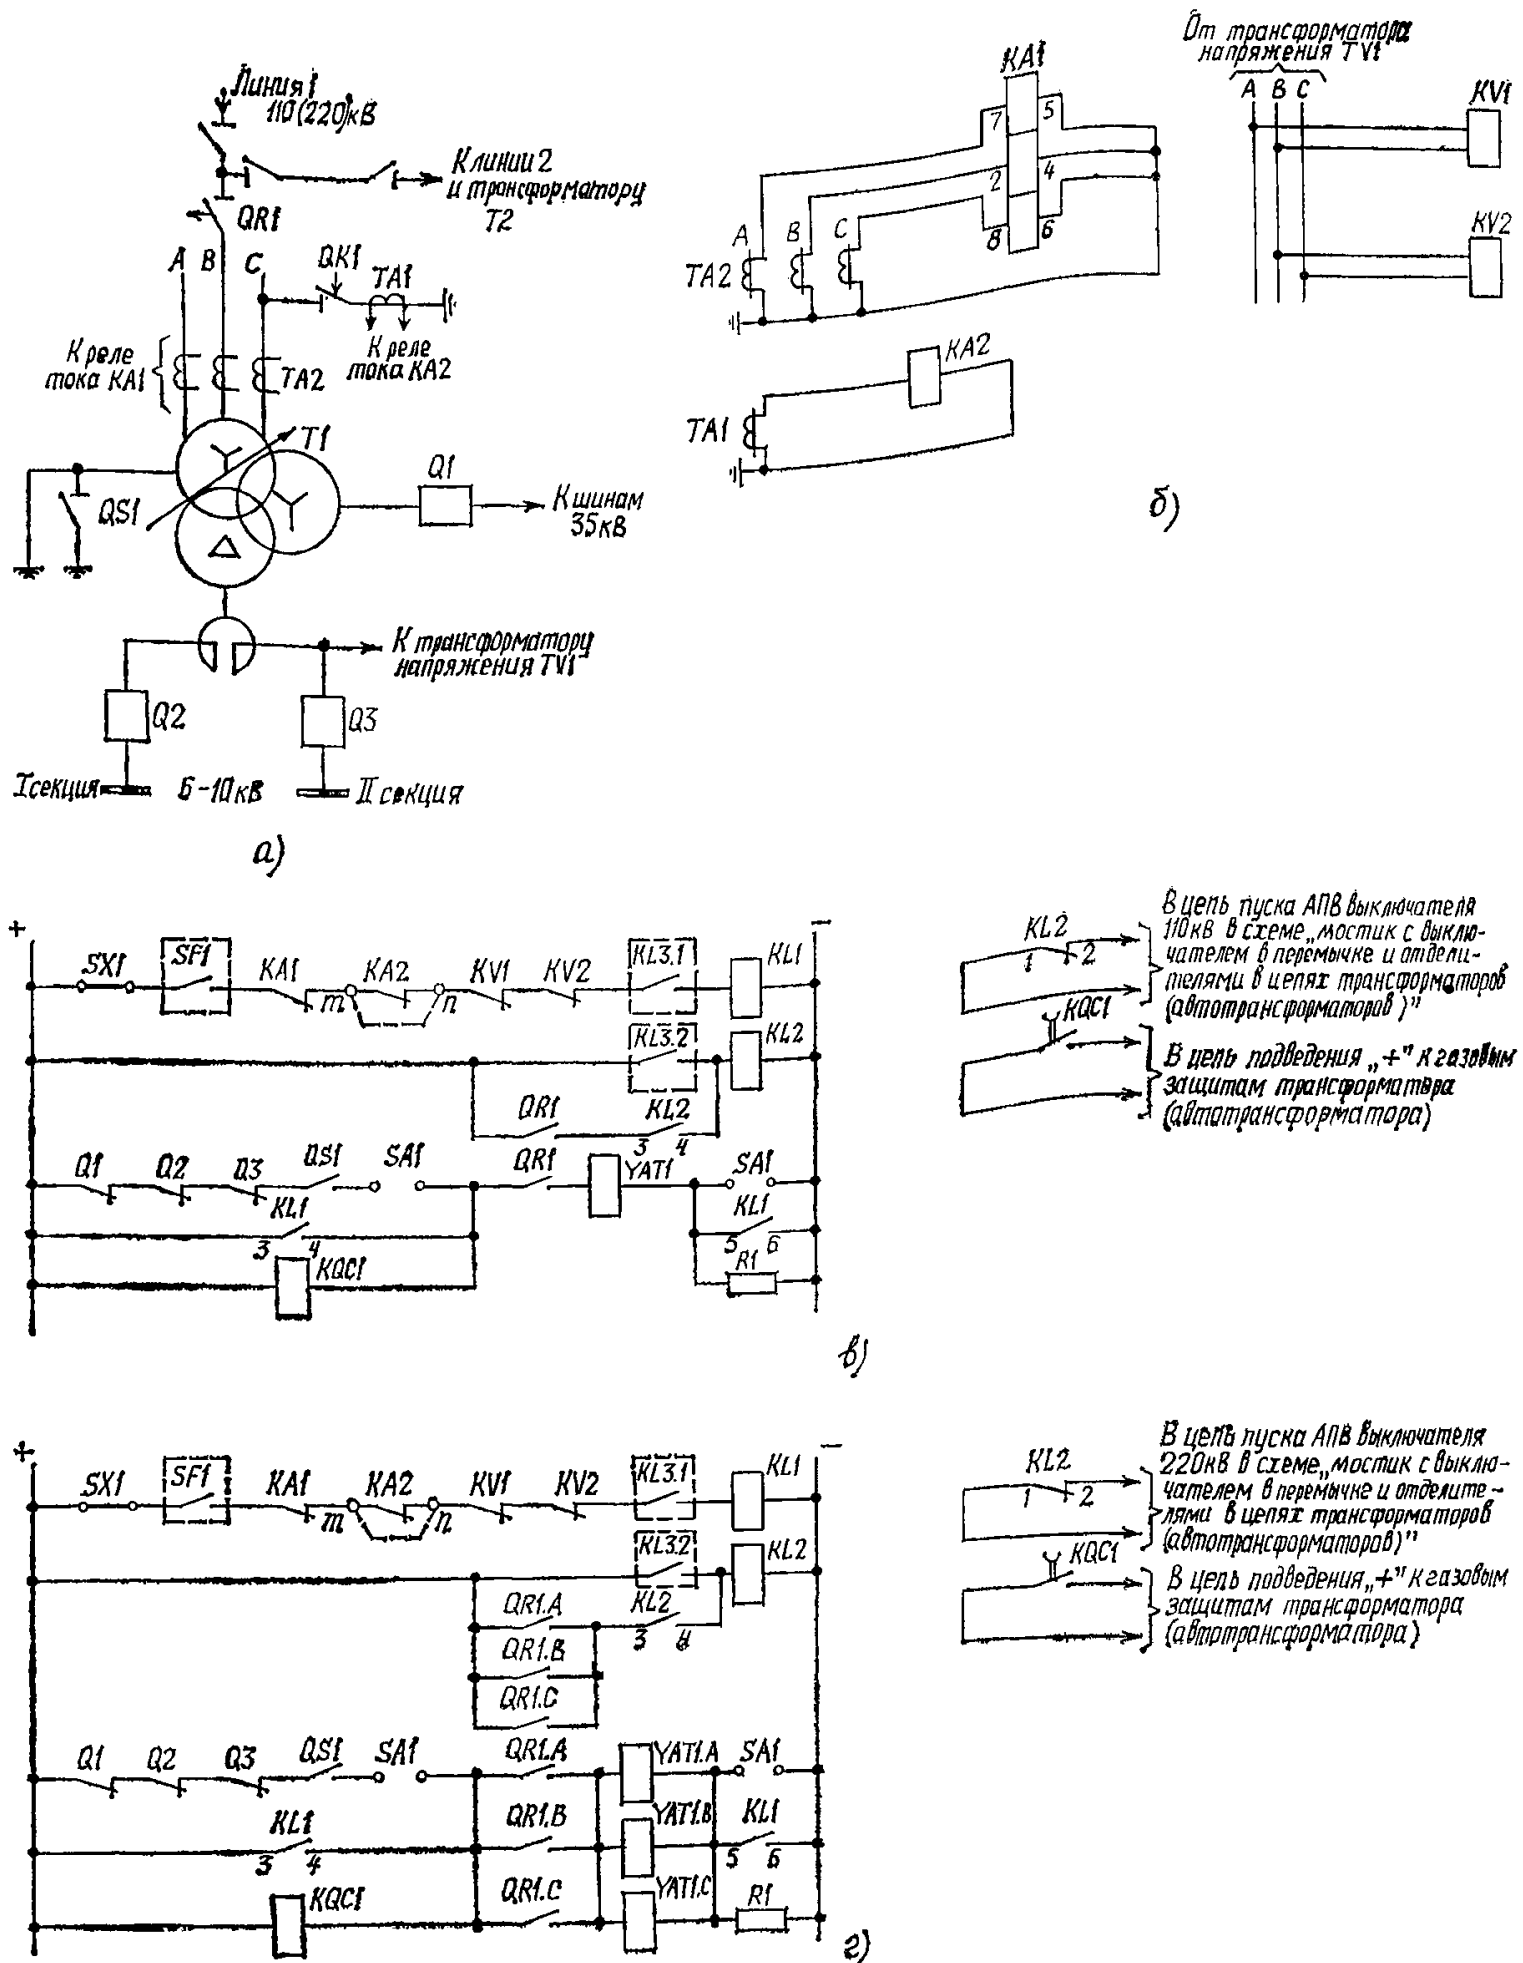 Линия 1
110(220)кВ
К линии 2
и трансформатору
Т2
QR1
A B C
QK1
TA1
К реле
тока КА2
К реле
тока КА1
TA2
T1
QS1
Q1
К шинам
35кВ
К трансформатору
напряжения TV1
Q2
Q3
I секция
6-10кВ
II секция
а)
KA1
7 5
2 4
8 6
A B C
TA2
KA2
TA1
От трансформатора
напряжения TV1
A B C
KV1
KV2
б)
+
−
SX1 SF1 KA1 m KA2 n KV1 KV2 KL3.1 KL1
KL3.2 KL2
QR1 KL2
3 4
Q1 Q2 Q3 QS1 SA1 QR1 YAT1 SA1
KL1
3 4
KL1
5 6
KQC1
R1
KL2
1 2
В цепь пуска АПВ выключателя
110кВ в схеме „мостик с выклю-
чателем в перемычке и отдели-
телями в цепях трансформаторов
(автотрансформаторов)”
KQC1
В цепь подведения „+” к газовым
защитам трансформатора
(автотрансформатора)
в)
+
−
SX1 SF1 KA1 m KA2 n KV1 KV2 KL3.1 KL1
KL3.2 KL2
QR1.A KL2
3 4
QR1.B
QR1.C
Q1 Q2 Q3 QS1 SA1 QR1.A YAT1.A SA1
KL1
3 4
QR1.B YAT1.B KL1
5 6
KQC1 QR1.C YAT1.C R1
KL2
1 2
В цепь пуска АПВ выключателя
220кВ в схеме „мостик с выклю-
чателем в перемычке и отделите-
лями в цепях трансформаторов
(автотрансформаторов)”
KQC1
В цепь подведения „+” к газовым
защитам трансформатора
(автотрансформатора)
г)